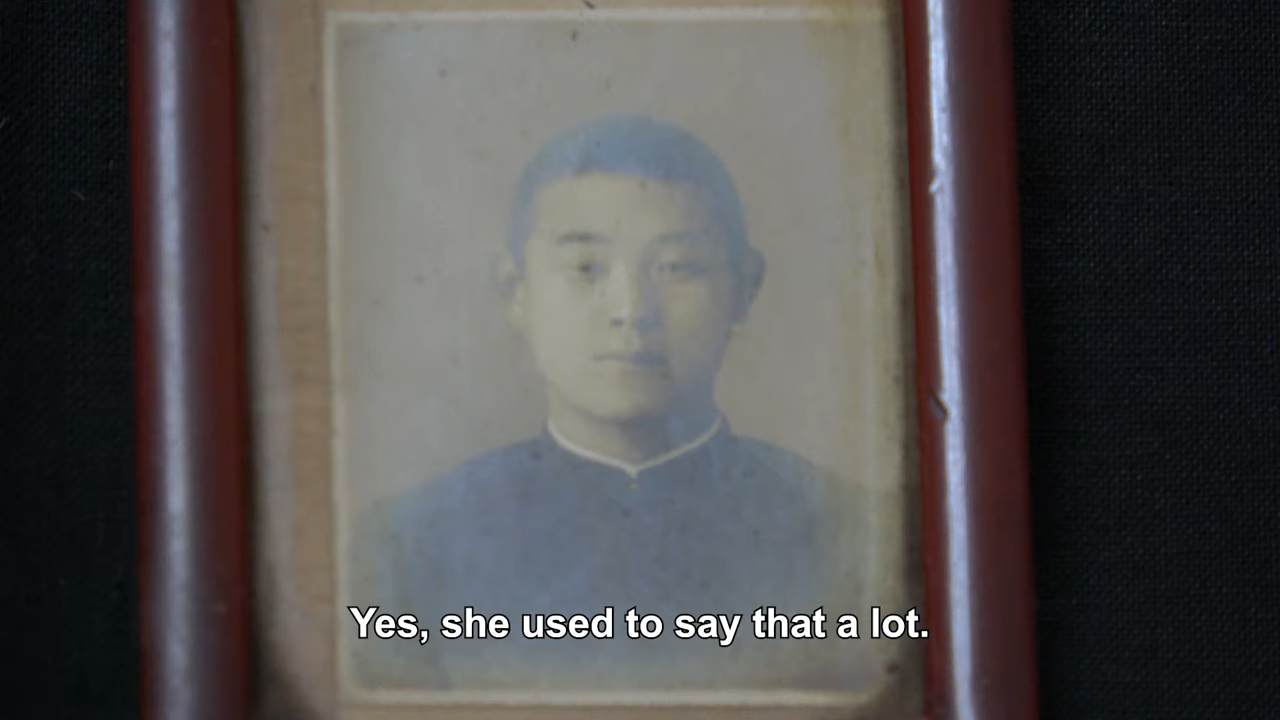 Yes, she used to say that a lot.